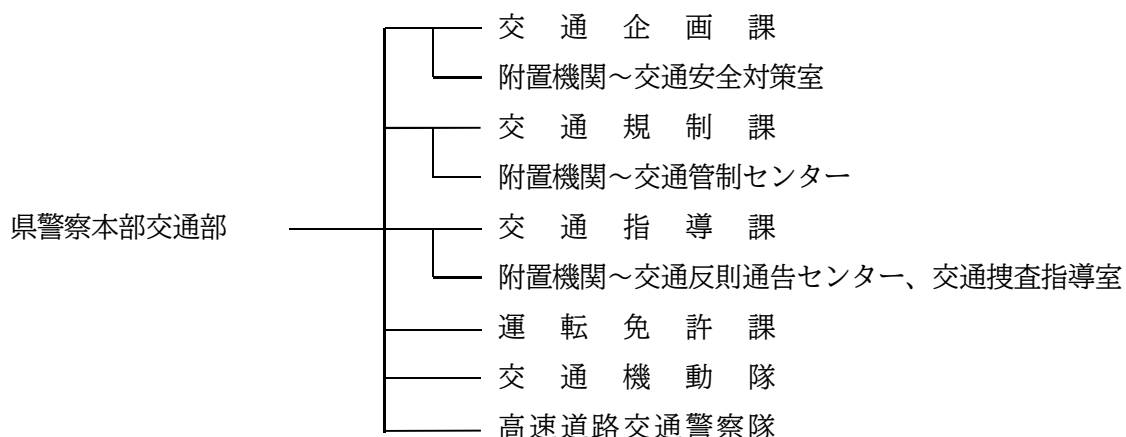 交通企画課
附置機関～交通安全対策室
交通規制課
附置機関～交通管制センター
県警察本部交通部
交通指導課
附置機関～交通反則通告センター、交通捜査指導室
運転免許課
交通機動隊
高速道路交通警察隊